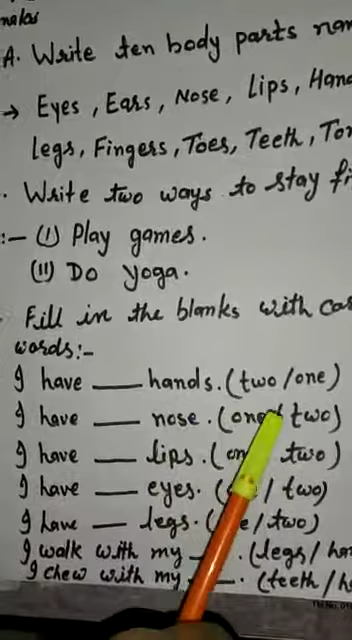 A. Write ten body parts
→ Eyes, Ears, Nose, Lips,
Legs, Fingers, Toes, Teeth,
Write two ways to stay
:- (I) Play games.
(II) Do yoga.
Fill in the blanks with
words:-
I have ___ hands. (two/one)
I have ___ nose. (one/two)
I have ___ lips. ( two)
I have ___ eyes. ( / two)
I have ___ legs. ( /two)
I walk with my ___. (legs/
I chew with my ___. (teeth/